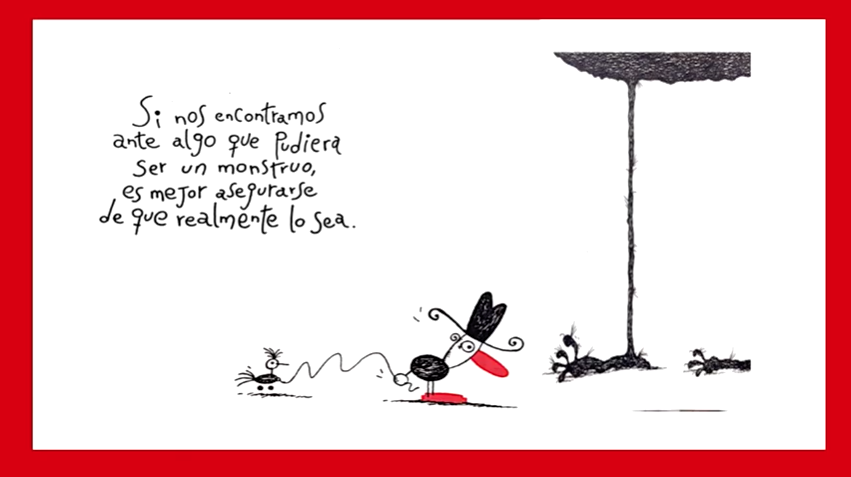 Si nos encontramos
ante algo que pudiera
ser un monstruo,
es mejor asegurarse
de que realmente lo sea.